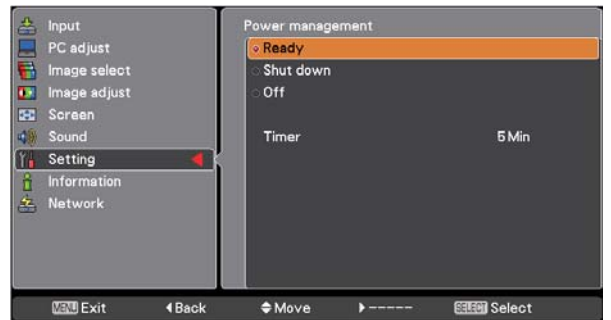 Input
PC adjust
Image select
Image adjust
Screen
Sound
Setting
Information
Network
Power management
Ready
Shut down
Off
Timer 5 Min
MENU Exit Back Move ----- SELECT Select